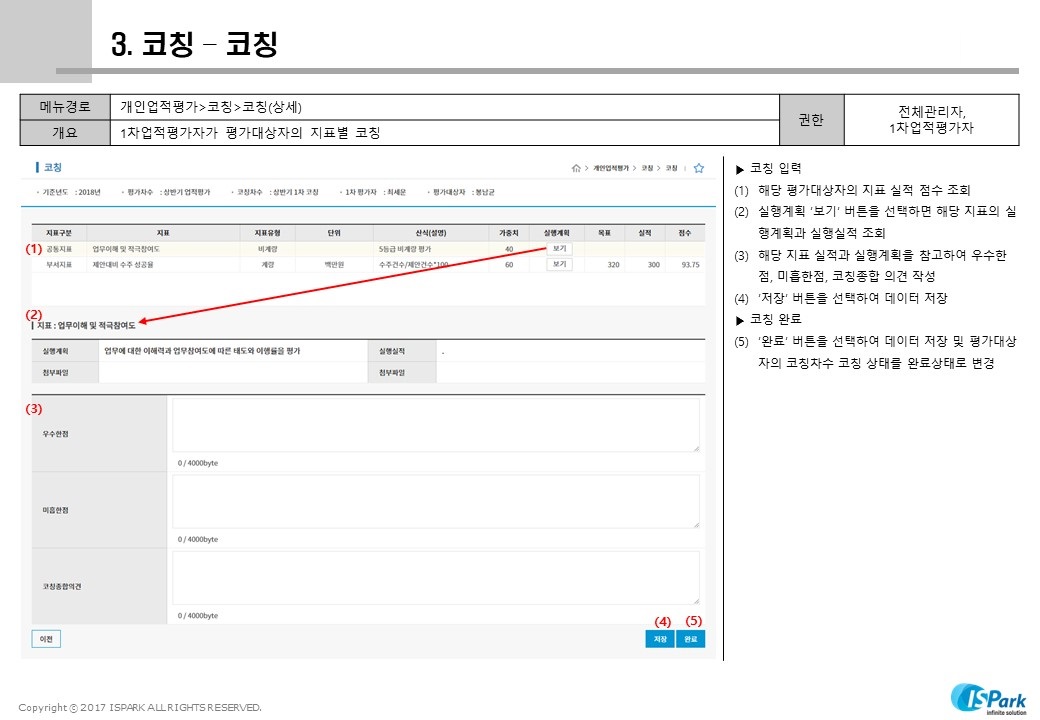 3. 코칭 – 코칭
메뉴경로 개인업적평가>코칭>코칭(상세) 권한 전체관리자,
1차업적평가자
개요 1차업적평가자가 평가대상자의 지표별 코칭
코칭 개인업적평가 > 코칭 > 코칭
· 기준년도 : 2018년 · 평가차수 : 상반기 업적평가 · 코칭차수 : 상반기 1차 코칭 · 1차 평가자 : 최세운 · 평가대상자 : 봉남균
지표구분 지표 지표유형 단위 산식(설명) 가중치 실행계획 목표 실적 점수
(1) 공통지표 업무이해 및 적극참여도 비계량 5등급 비계량 평가 40 보기
부서지표 제안대비 수주 성공율 계량 백만원 수주건수/제안건수*100 60 보기 320 300 93.75
(2)
지표 : 업무이해 및 적극참여도
실행계획 업무에 대한 이해력과 업무참여도에 따른 태도와 이행률을 평가 실행실적 .
첨부파일 첨부파일
(3)
우수한점
0 / 4000byte
미흡한점
0 / 4000byte
코칭종합의견
0 / 4000byte
(4) (5)
이전 저장 완료
▶ 코칭 입력
(1) 해당 평가대상자의 지표 실적 점수 조회
(2) 실행계획 '보기' 버튼을 선택하면 해당 지표의 실
행계획과 실행실적 조회
(3) 해당 지표 실적과 실행계획을 참고하여 우수한
점, 미흡한점, 코칭종합 의견 작성
(4) '저장' 버튼을 선택하여 데이터 저장
▶ 코칭 완료
(5) '완료' 버튼을 선택하여 데이터 저장 및 평가대상
자의 코칭차수 코칭 상태를 완료상태로 변경
Copyright ⓒ 2017 ISPARK ALL RIGHTS RESERVED.
ISPark
infinite solution